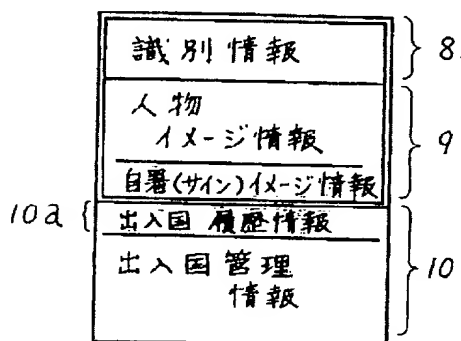 識別情報
8
人物
イメージ情報
9
自署(サイン)イメージ情報
10a
出入国履歴情報
出入国管理
情報
10